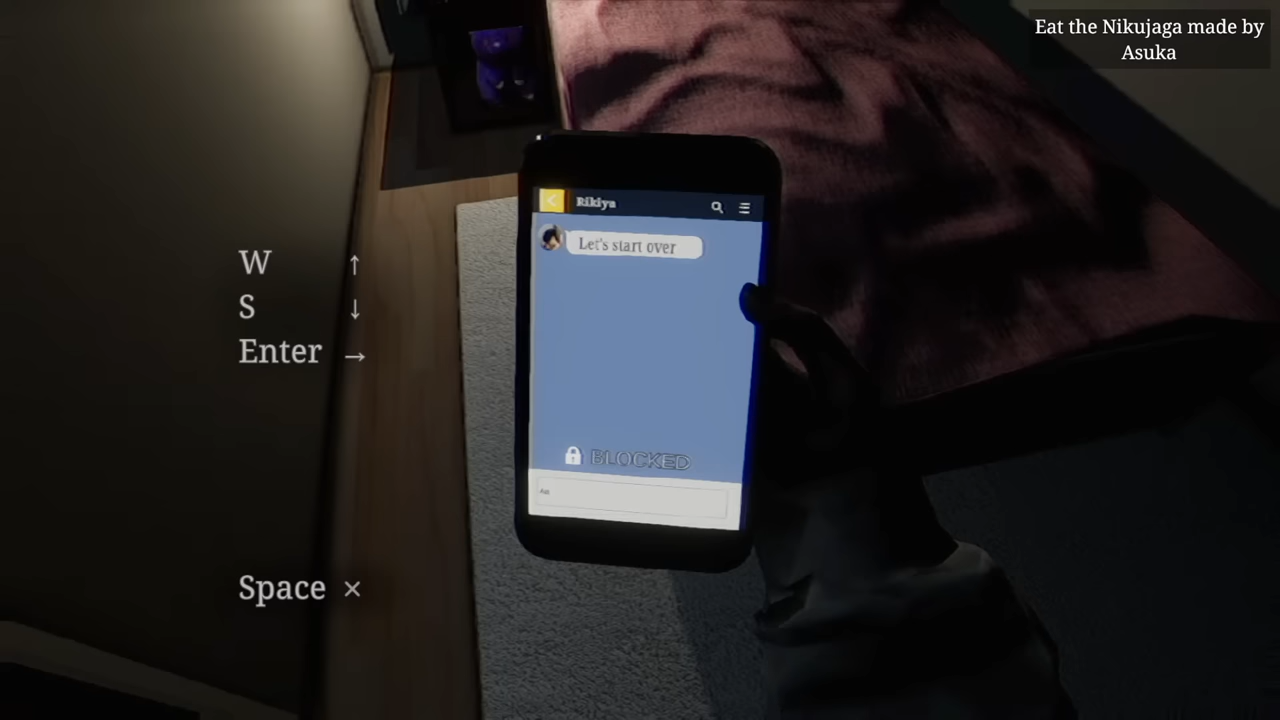 Eat the Nikujaga made by
Asuka
Rikiya
Let's start over
W ↑
S ↓
Enter →
BLOCKED
Space ×